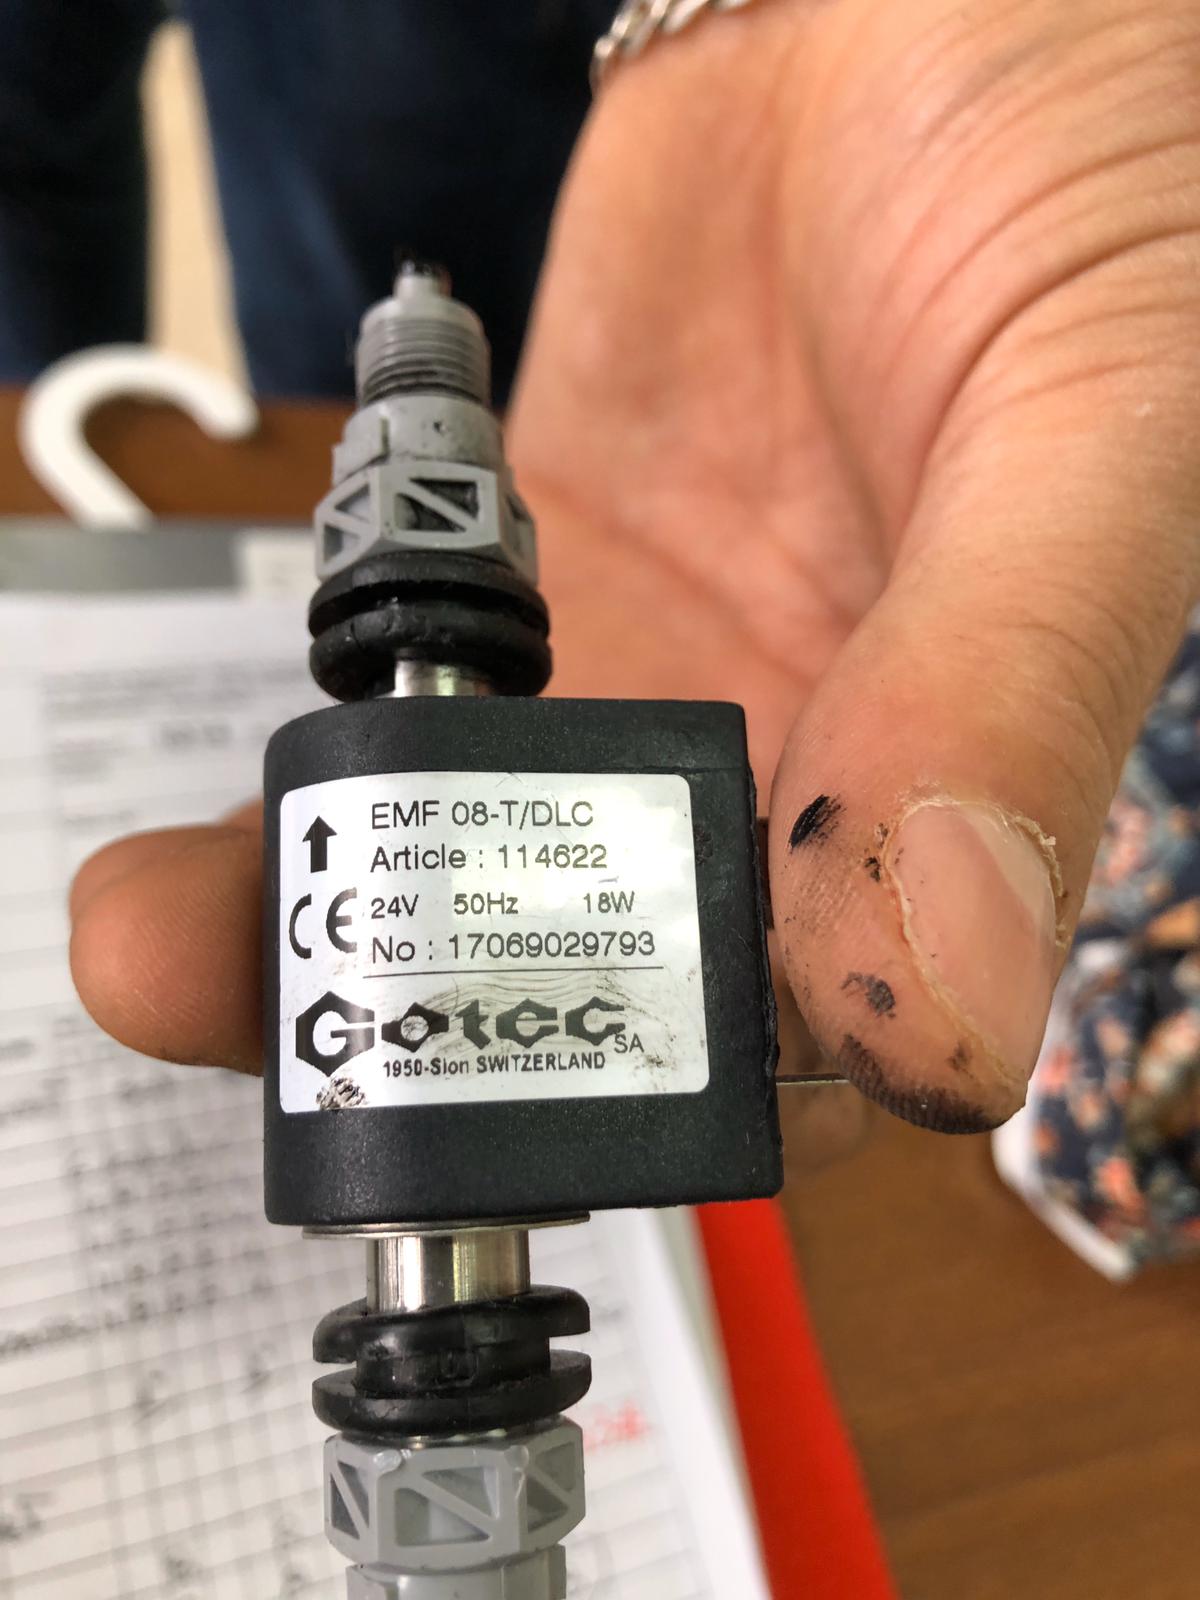 EMF 08-T/DLC
Article : 114622
CE 24V 50Hz 18W
No : 17069029793
Gotec SA
1950-Sion SWITZERLAND